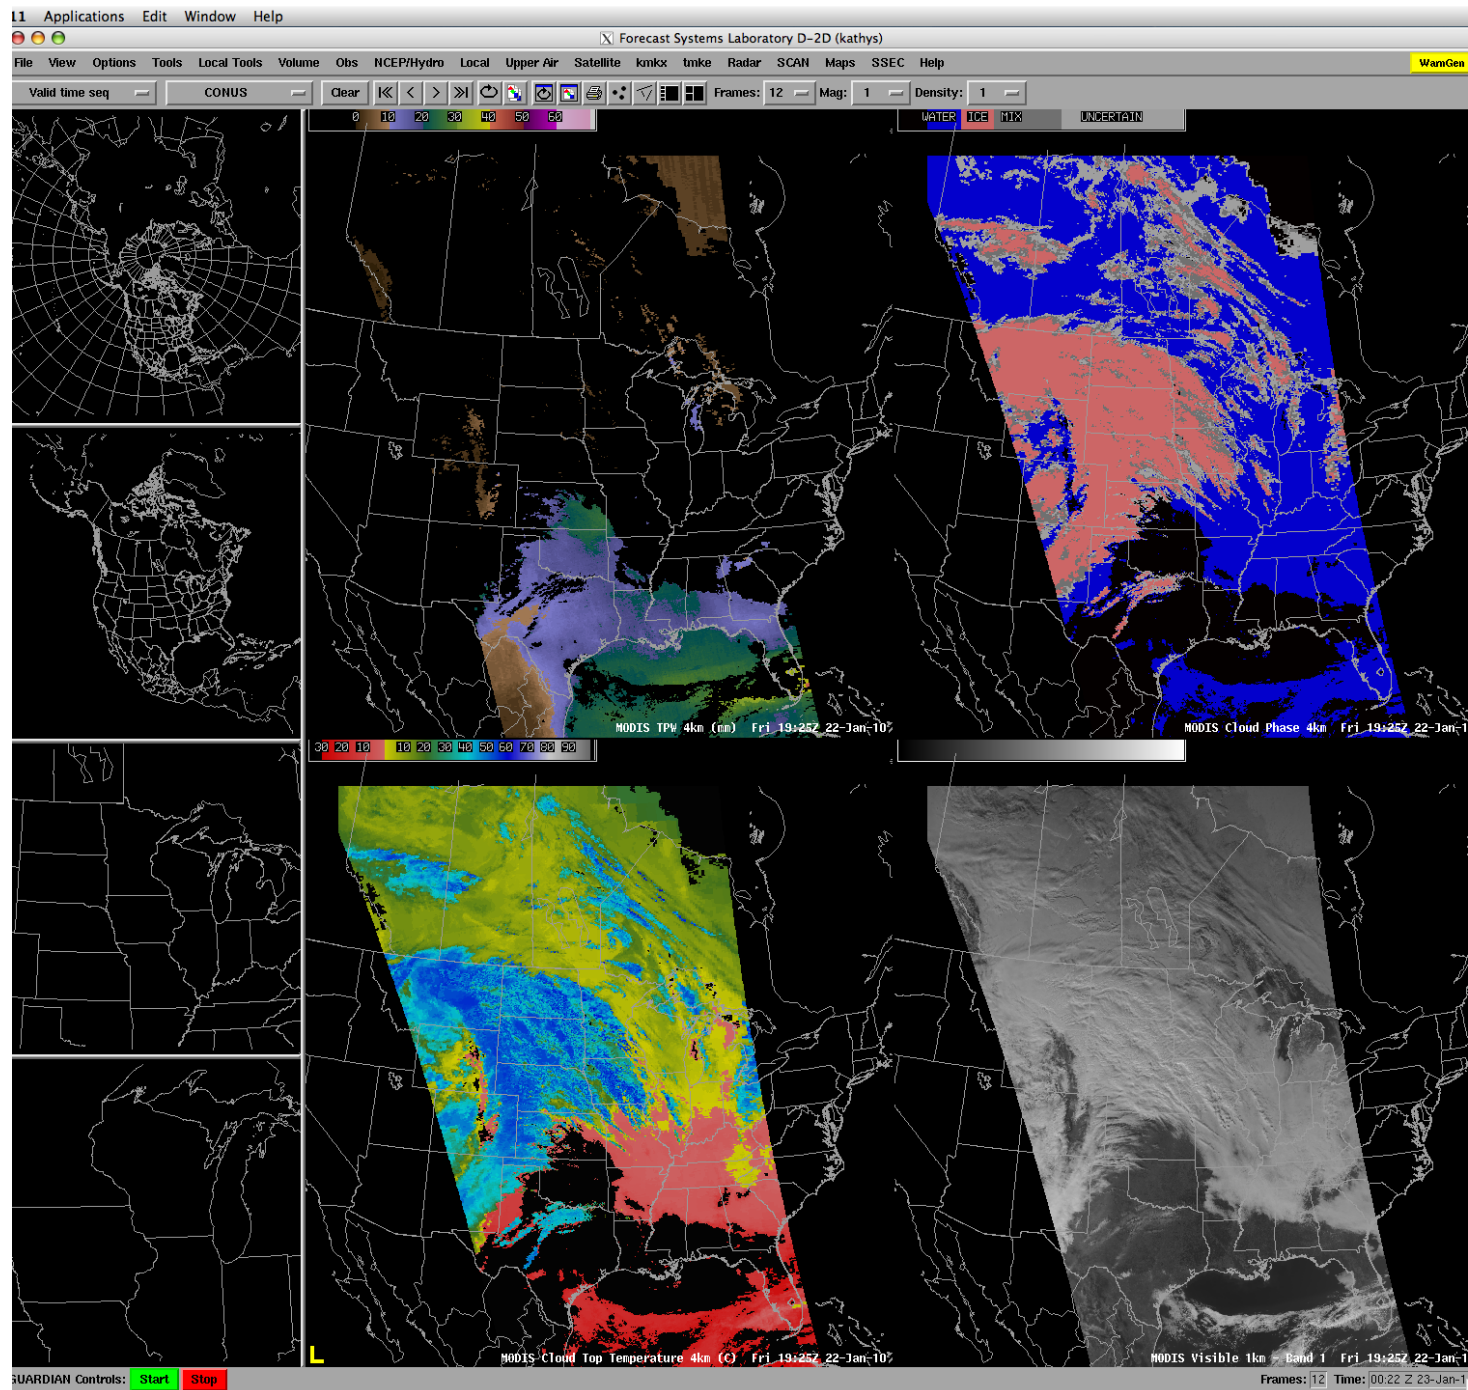 11 Applications Edit Window Help
X Forecast Systems Laboratory D-2D (kathys)
File View Options Tools Local Tools Volume Obs NCEP/Hydro Local Upper Air Satellite kmkx tmke Radar SCAN Maps SSEC Help WarnGen
Valid time seq CONUS Clear Frames: 12 Mag: 1 Density: 1
0 10 20 30 40 50 60
WATER ICE MIX UNCERTAIN
MODIS TPW 4km (mm) Fri 19:25Z 22-Jan-10
MODIS Cloud Phase 4km Fri 19:25Z 22-Jan-1
30 20 10 10 20 30 40 50 60 70 80 90
L
MODIS Cloud Top Temperature 4km (C) Fri 19:25Z 22-Jan-10
MODIS Visible 1km - Band 1 Fri 19:25Z 22-Jan-1
GUARDIAN Controls: Start Stop
Frames: 12 Time: 00:22 Z 23-Jan-1